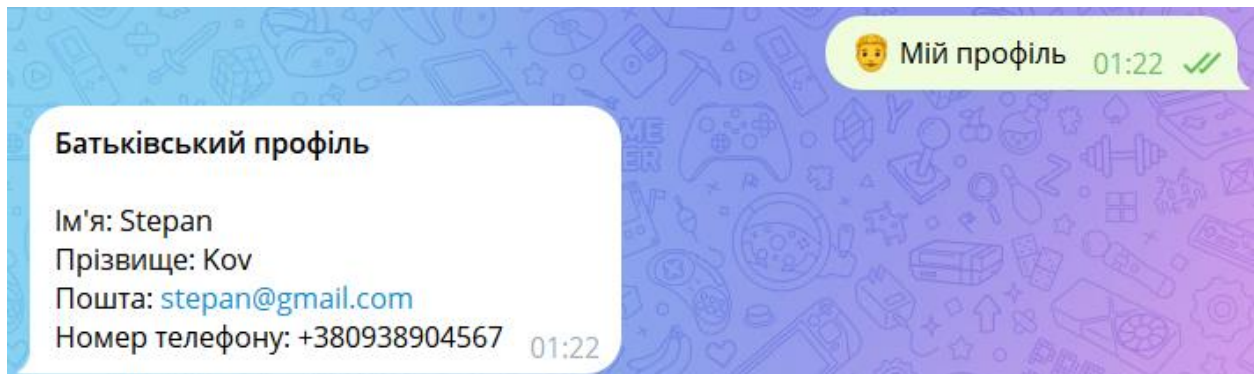 🧑 Мій профіль 01:22
Батьківський профіль
Ім'я: Stepan
Прізвище: Kov
Пошта: stepan@gmail.com
Номер телефону: +380938904567 01:22